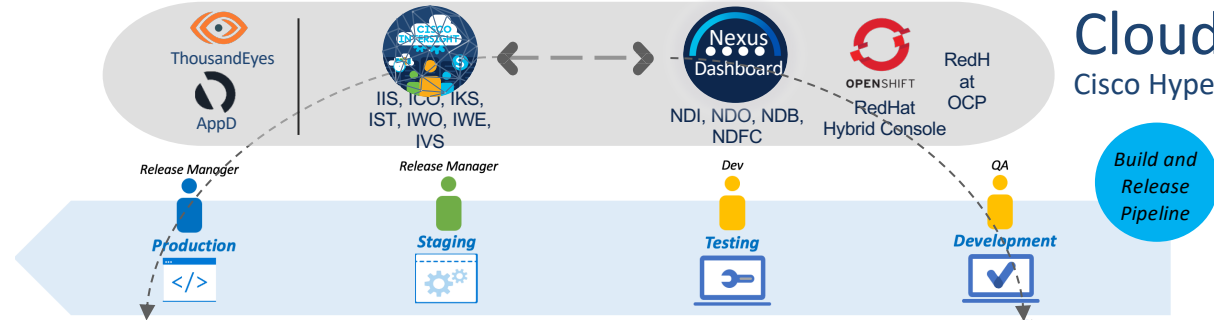 ThousandEyes
AppD
CISCO
INTERSIGHT
IIS, ICO, IKS,
IST, IWO, IWE,
IVS
Nexus
Dashboard
NDI, NDO, NDB,
NDFC
OPENSHIFT
RedHat
Hybrid Console
RedH
at
OCP
Cloud
Cisco Hype
Build and
Release
Pipeline
Release Manager
Release Manager
Dev
QA
Production
Staging
Testing
Development
</>